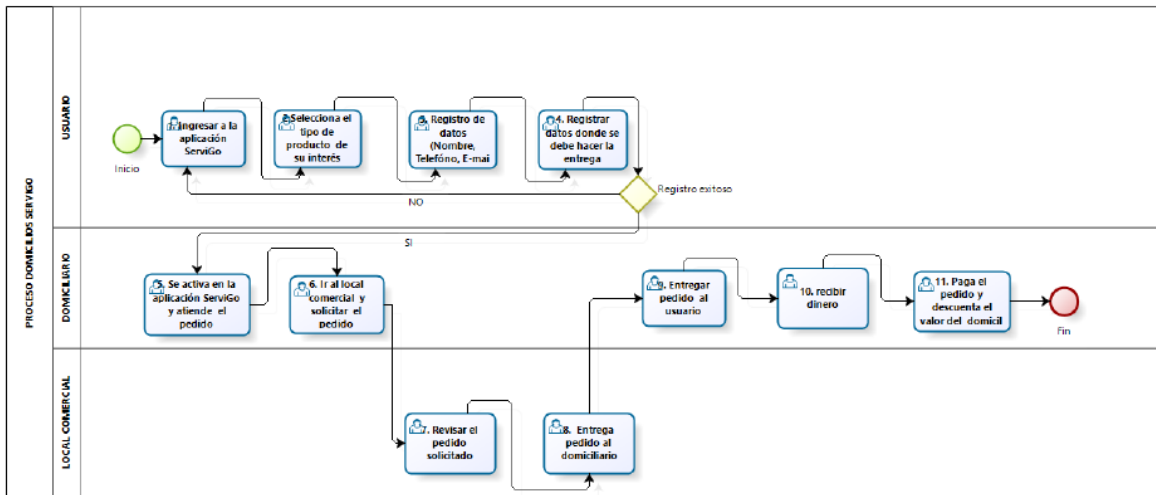 PROCESO DOMICILIOS SERVIGO
USUARIO
Inicio
1. Ingresar a la
aplicación
ServiGo
Selecciona el
tipo de
producto de
su interés
3. Registro de
datos
(Nombre,
Telefóno, E-mai
4. Registrar
datos donde se
debe hacer la
entrega
Registro exitoso
NO
SI
DOMICILIARIO
5. Se activa en la
aplicación ServiGo
y atiende el
pedido
6. Ir al local
comercial y
solicitar el
pedido
9. Entregar
pedido al
usuario
10. recibir
dinero
11. Paga el
pedido y
descuenta el
valor del domicil
Fin
LOCAL COMERCIAL
7. Revisar el
pedido
solicitado
8. Entrega
pedido al
domiciliario